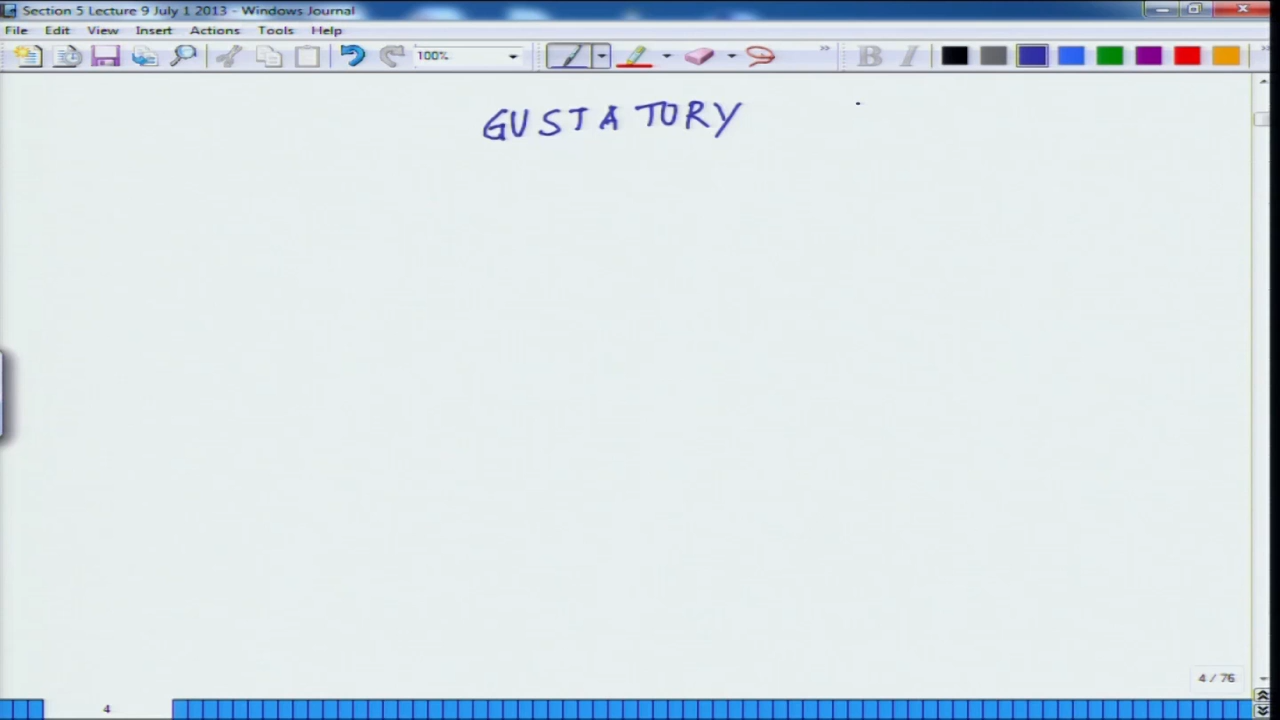 Section 5 Lecture 9 July 1 2013 - Windows Journal
File Edit View Insert Actions Tools Help
100% B I
GUSTATORY
4 / 76
4